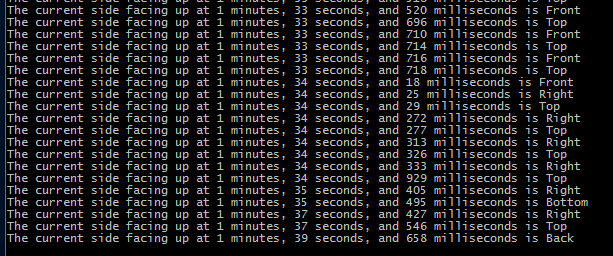 The current side facing up at 1 minutes, 33 seconds, and 520 milliseconds is Front
The current side facing up at 1 minutes, 33 seconds, and 696 milliseconds is Top
The current side facing up at 1 minutes, 33 seconds, and 710 milliseconds is Front
The current side facing up at 1 minutes, 33 seconds, and 714 milliseconds is Top
The current side facing up at 1 minutes, 33 seconds, and 716 milliseconds is Front
The current side facing up at 1 minutes, 33 seconds, and 718 milliseconds is Top
The current side facing up at 1 minutes, 34 seconds, and 18 milliseconds is Front
The current side facing up at 1 minutes, 34 seconds, and 25 milliseconds is Right
The current side facing up at 1 minutes, 34 seconds, and 29 milliseconds is Top
The current side facing up at 1 minutes, 34 seconds, and 272 milliseconds is Right
The current side facing up at 1 minutes, 34 seconds, and 277 milliseconds is Top
The current side facing up at 1 minutes, 34 seconds, and 313 milliseconds is Right
The current side facing up at 1 minutes, 34 seconds, and 326 milliseconds is Top
The current side facing up at 1 minutes, 34 seconds, and 333 milliseconds is Right
The current side facing up at 1 minutes, 34 seconds, and 929 milliseconds is Top
The current side facing up at 1 minutes, 35 seconds, and 405 milliseconds is Right
The current side facing up at 1 minutes, 35 seconds, and 495 milliseconds is Bottom
The current side facing up at 1 minutes, 37 seconds, and 427 milliseconds is Right
The current side facing up at 1 minutes, 37 seconds, and 546 milliseconds is Top
The current side facing up at 1 minutes, 39 seconds, and 658 milliseconds is Back